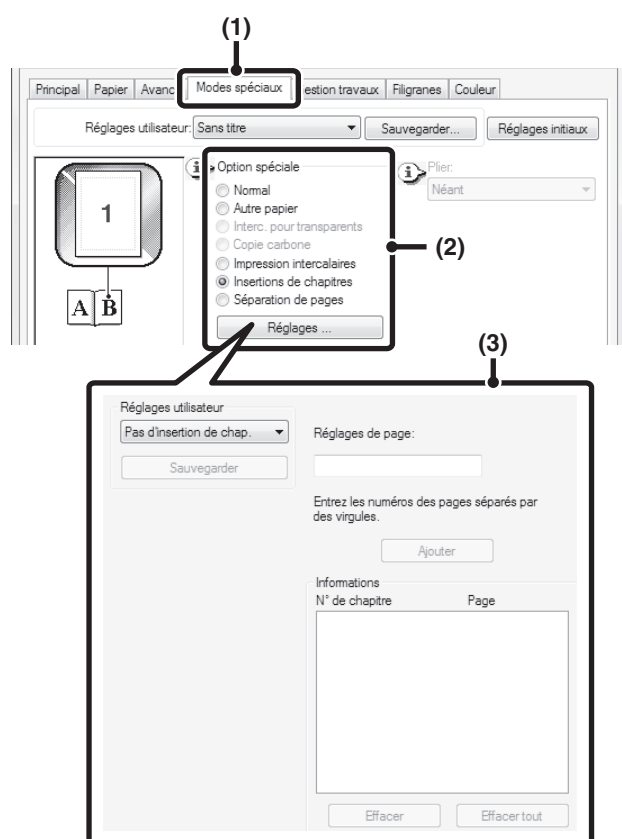 (1)
Principal Papier Avanc Modes spéciaux estion travaux Filigranes Couleur
Réglages utilisateur: Sans titre Sauvegarder... Réglages initiaux
Option spéciale
Plier:
Normal
Néant
Autre papier
1
Interc. pour transparents
Copie carbone
(2)
Impression intercalaires
Insertions de chapitres
Séparation de pages
A B
Réglages ...
(3)
Réglages utilisateur
Pas d'insertion de chap.
Réglages de page:
Sauvegarder
Entrez les numéros des pages séparés par
des virgules.
Ajouter
Informations
N° de chapitre Page
Effacer Effacer tout